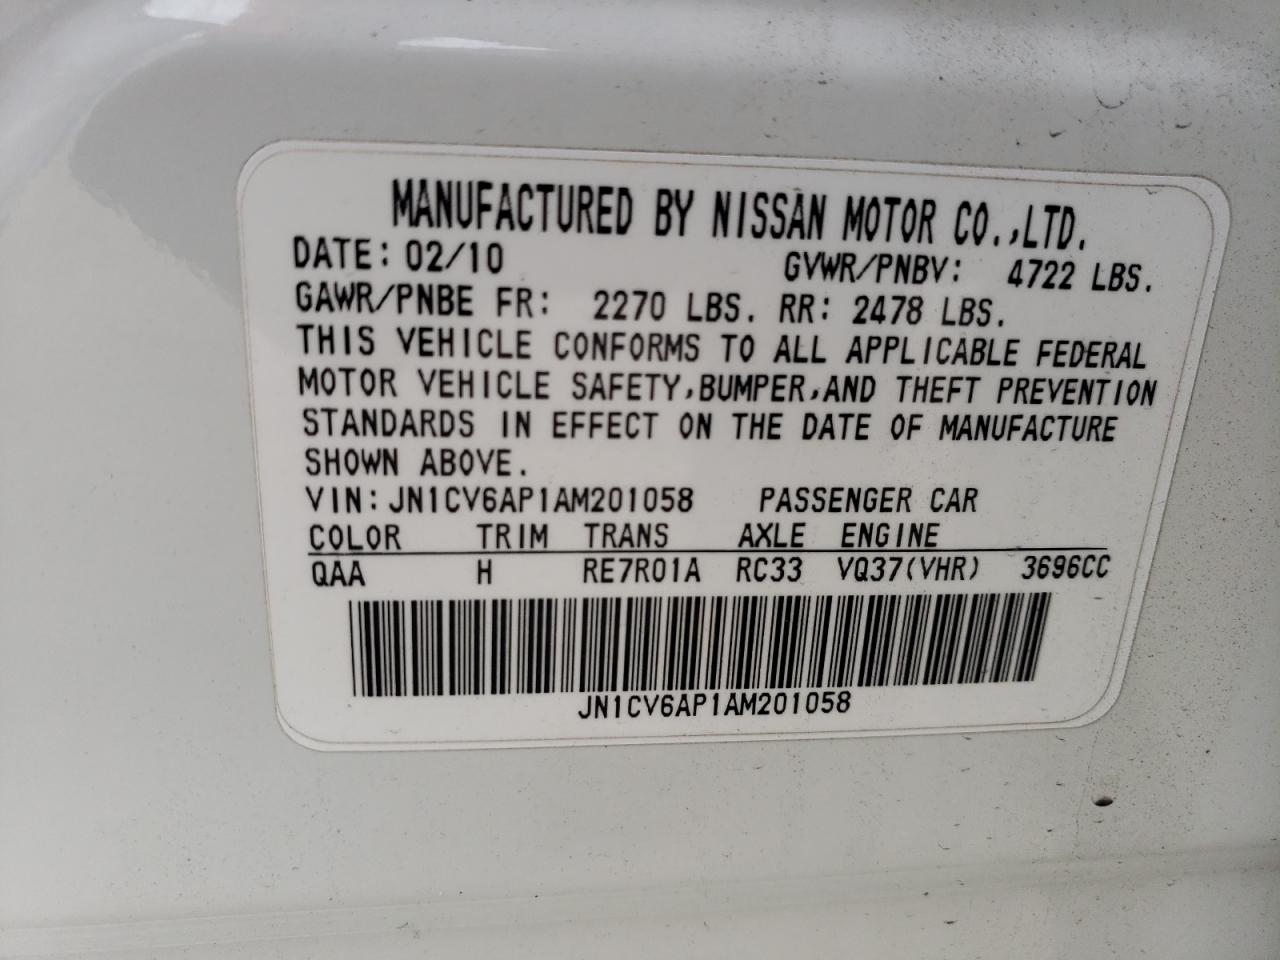 MANUFACTURED BY NISSAN MOTOR CO.,LTD.
DATE: 02/10 GVWR/PNBV: 4722 LBS.
GAWR/PNBE FR: 2270 LBS. RR: 2478 LBS.
THIS VEHICLE CONFORMS TO ALL APPLICABLE FEDERAL
MOTOR VEHICLE SAFETY,BUMPER,AND THEFT PREVENTION
STANDARDS IN EFFECT ON THE DATE OF MANUFACTURE
SHOWN ABOVE.
VIN:JN1CV6AP1AM201058 PASSENGER CAR
COLOR TRIM TRANS AXLE ENGINE
QAA H RE7R01A RC33 VQ37(VHR) 3696CC
JN1CV6AP1AM201058